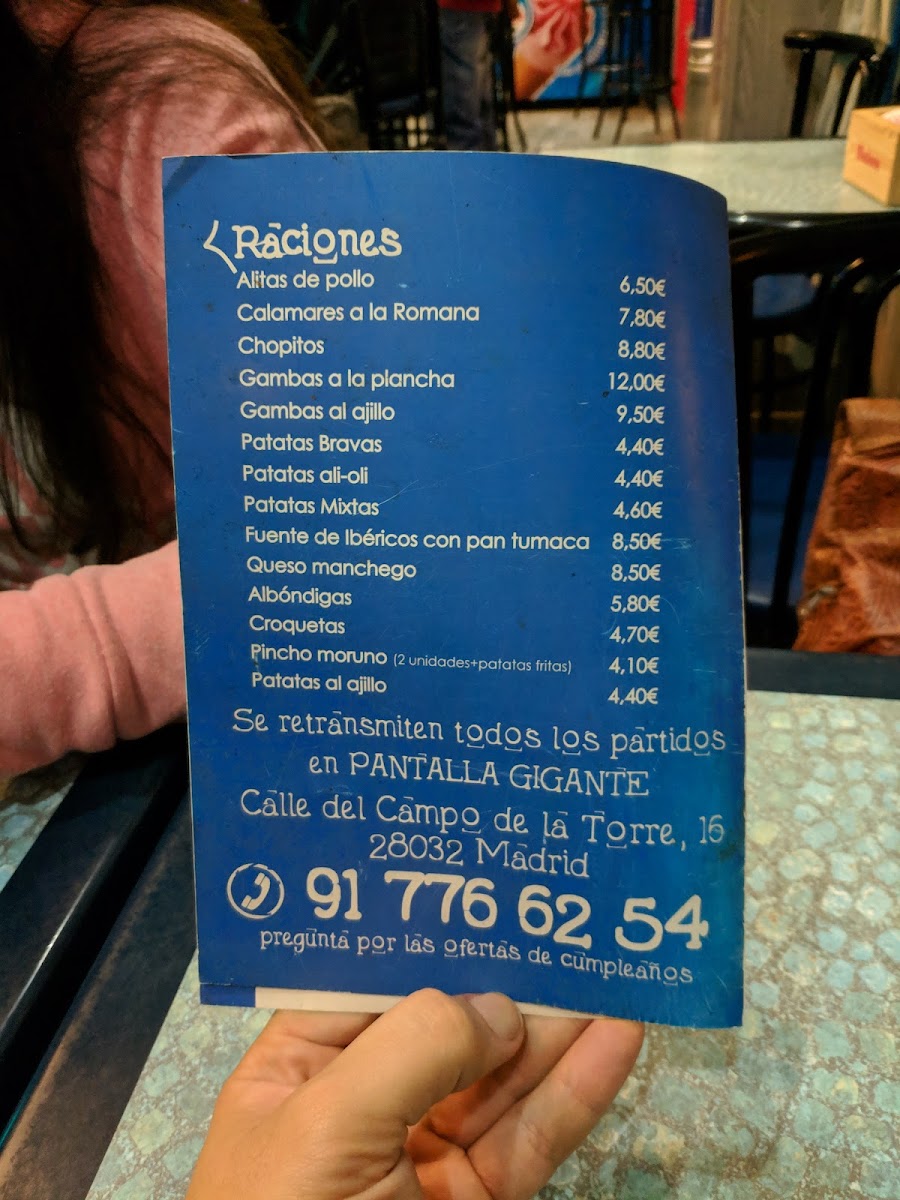 Raciones
Alitas de pollo 6,50€
Calamares a la Romana 7,80€
Chopitos 8,80€
Gambas a la plancha 12,00€
Gambas al ajillo 9,50€
Patatas Bravas 4,40€
Patatas ali-oli 4,40€
Patatas Mixtas 4,60€
Fuente de Ibéricos con pan tumaca 8,50€
Queso manchego 8,50€
Albóndigas 5,80€
Croquetas 4,70€
Pincho moruno (2 unidades+patatas fritas) 4,10€
Patatas al ajillo 4,40€
Se retransmiten todos los partidos
en PANTALLA GIGANTE
Calle del Campo de la Torre, 16
28032 Madrid
91 776 62 54
pregunta por las ofertas de cumpleaños